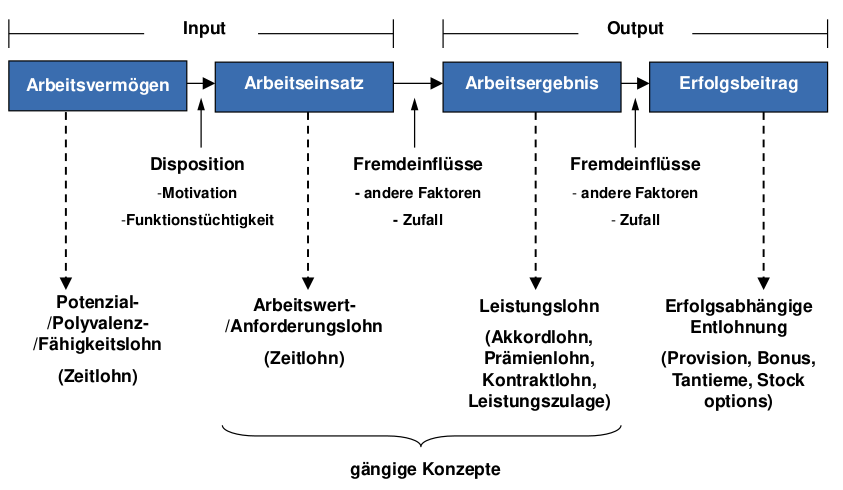 Input
Output
Arbeitsvermögen
Arbeitseinsatz
Arbeitsergebnis
Erfolgsbeitrag
Disposition
-Motivation
-Funktionstüchtigkeit
Fremdeinflüsse
- andere Faktoren
- Zufall
Fremdeinflüsse
- andere Faktoren
- Zufall
Potenzial-
/Polyvalenz-
/Fähigkeitslohn
(Zeitlohn)
Arbeitswert-
/Anforderungslohn
(Zeitlohn)
Leistungslohn
(Akkordlohn,
Prämienlohn,
Kontraktlohn,
Leistungszulage)
Erfolgsabhängige
Entlohnung
(Provision, Bonus,
Tantieme, Stock
options)
gängige Konzepte